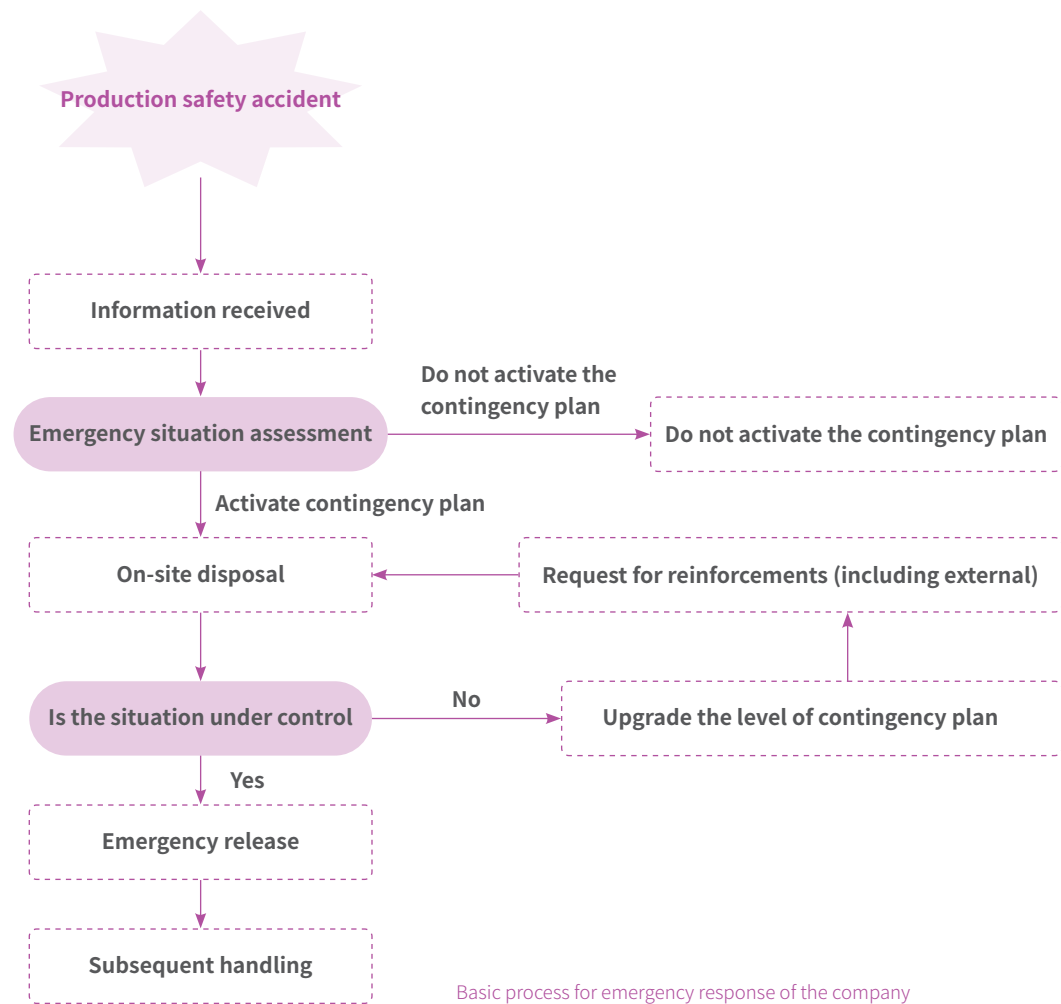 Production safety accident
Information received
Do not activate the
contingency plan
Emergency situation assessment
Do not activate the contingency plan
Activate contingency plan
On-site disposal
Request for reinforcements (including external)
Is the situation under control
No
Upgrade the level of contingency plan
Yes
Emergency release
Subsequent handling
Basic process for emergency response of the company